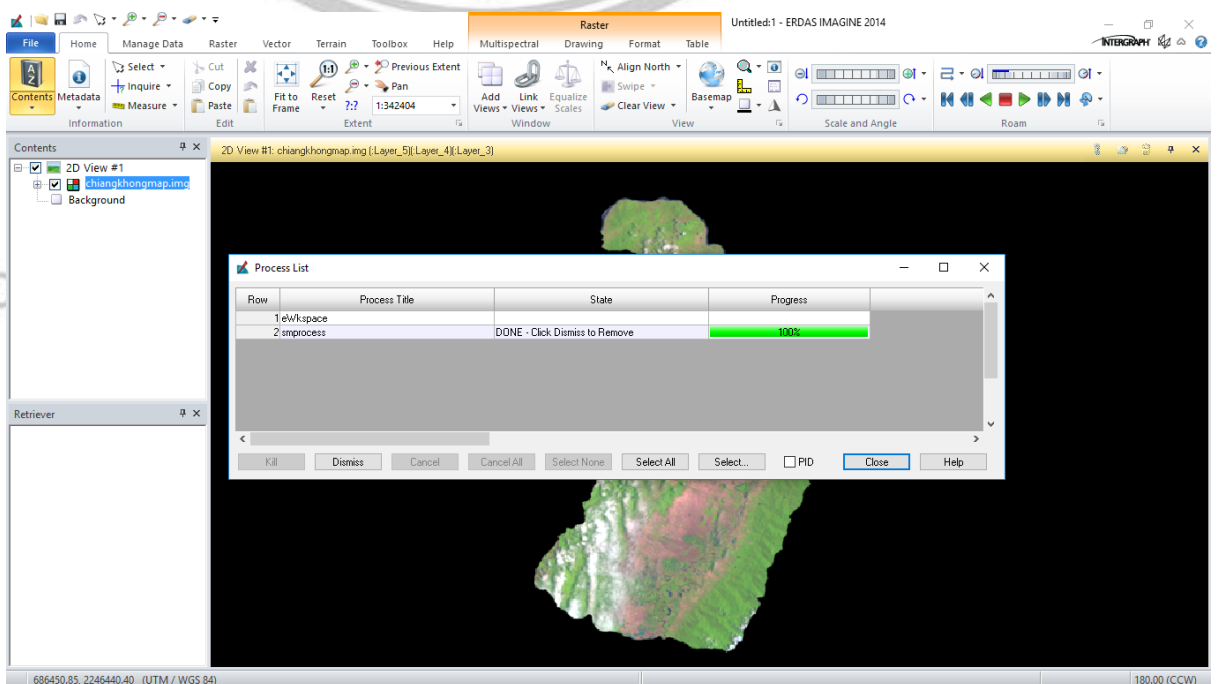 Raster
Untitled:1 - ERDAS IMAGINE 2014
File Home Manage Data Raster Vector Terrain Toolbox Help Multispectral Drawing Format Table
INTERGRAPH
Select Cut (1:1) Previous Extent Align North
Inquire Copy Pan Swipe
Contents Metadata Measure Paste Fit to Frame Reset ?:? 1:342404 Add Views Link Views Equalize Scales Clear View Basemap
Information Edit Extent Window View Scale and Angle Roam
Contents
2D View #1: chiangkhongmap.img (:Layer_5)(:Layer_4)(:Layer_3)
2D View #1
chiangkhongmap.img
Background
Process List
Row Process Title State Progress
1 eWkspace
2 smprocess DONE - Click Dismiss to Remove 100%
Kill Dismiss Cancel Cancel All Select None Select All Select... PID Close Help
Retriever
686450.85, 2246440.40 (UTM / WGS 84)
180.00 (CCW)